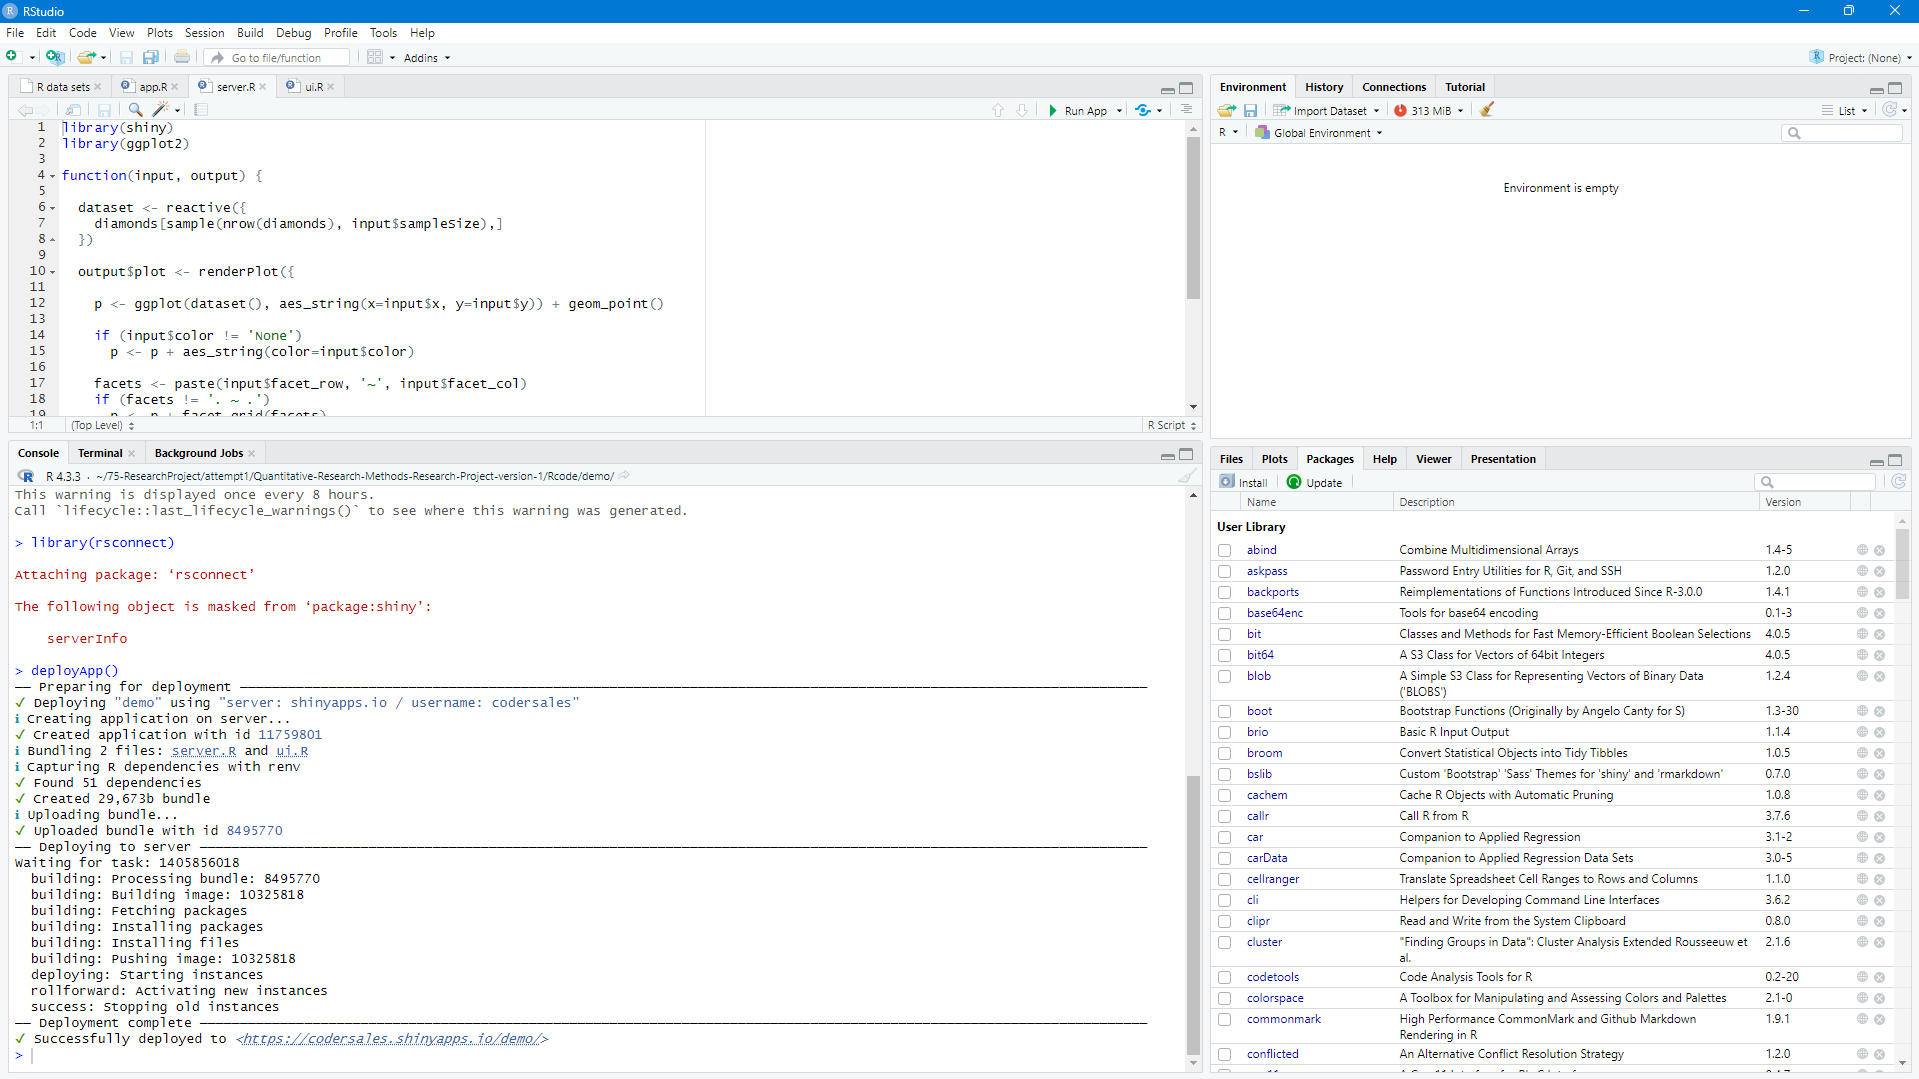 RStudio
File Edit Code View Plots Session Build Debug Profile Tools Help
Go to file/function Addins Project: (None)
R data sets app.R server.R ui.R
Run App
1 library(shiny)
2 library(ggplot2)
3
4 function(input, output) {
5
6 dataset <- reactive({
7 diamonds[sample(nrow(diamonds), input$sampleSize),]
8 })
9
10 output$plot <- renderPlot({
11
12 p <- ggplot(dataset(), aes_string(x=input$x, y=input$y)) + geom_point()
13
14 if (input$color != 'None')
15 p <- p + aes_string(color=input$color)
16
17 facets <- paste(input$facet_row, '~', input$facet_col)
18 if (facets != '. ~ .')
19 p <- p + facet_grid(facets)
1:1 (Top Level) R Script
Console Terminal Background Jobs
R 4.3.3 · ~/75-ResearchProject/attempt1/Quantitative-Research-Methods-Research-Project-version-1/Rcode/demo/
This warning is displayed once every 8 hours.
Call `lifecycle::last_lifecycle_warnings()` to see where this warning was generated.
> library(rsconnect)
Attaching package: ‘rsconnect’
The following object is masked from ‘package:shiny’:
serverInfo
> deployApp()
── Preparing for deployment ──
✓ Deploying "demo" using "server: shinyapps.io / username: codersales"
ℹ Creating application on server...
✓ Created application with id 11759801
ℹ Bundling 2 files: server.R and ui.R
ℹ Capturing R dependencies with renv
✓ Found 51 dependencies
✓ Created 29,673b bundle
ℹ Uploading bundle...
✓ Uploaded bundle with id 8495770
── Deploying to server ──
Waiting for task: 1405856018
building: Processing bundle: 8495770
building: Building image: 10325818
building: Fetching packages
building: Installing packages
building: Installing files
building: Pushing image: 10325818
deploying: Starting instances
rollforward: Activating new instances
success: Stopping old instances
── Deployment complete ──
✓ Successfully deployed to <https://codersales.shinyapps.io/demo/>
>
Environment History Connections Tutorial
Import Dataset 313 MiB List
R Global Environment
Environment is empty
Files Plots Packages Help Viewer Presentation
Install Update
Name Description Version
User Library
abind Combine Multidimensional Arrays 1.4-5
askpass Password Entry Utilities for R, Git, and SSH 1.2.0
backports Reimplementations of Functions Introduced Since R-3.0.0 1.4.1
base64enc Tools for base64 encoding 0.1-3
bit Classes and Methods for Fast Memory-Efficient Boolean Selections 4.0.5
bit64 A S3 Class for Vectors of 64bit Integers 4.0.5
blob A Simple S3 Class for Representing Vectors of Binary Data 1.2.4
('BLOBS')
boot Bootstrap Functions (Originally by Angelo Canty for S) 1.3-30
brio Basic R Input Output 1.1.4
broom Convert Statistical Objects into Tidy Tibbles 1.0.5
bslib Custom 'Bootstrap' 'Sass' Themes for 'shiny' and 'rmarkdown' 0.7.0
cachem Cache R Objects with Automatic Pruning 1.0.8
callr Call R from R 3.7.6
car Companion to Applied Regression 3.1-2
carData Companion to Applied Regression Data Sets 3.0-5
cellranger Translate Spreadsheet Cell Ranges to Rows and Columns 1.1.0
cli Helpers for Developing Command Line Interfaces 3.6.2
clipr Read and Write from the System Clipboard 0.8.0
cluster "Finding Groups in Data": Cluster Analysis Extended Rousseeuw et 2.1.6
al.
codetools Code Analysis Tools for R 0.2-20
colorspace A Toolbox for Manipulating and Assessing Colors and Palettes 2.1-0
commonmark High Performance CommonMark and Github Markdown 1.9.1
Rendering in R
conflicted An Alternative Conflict Resolution Strategy 1.2.0